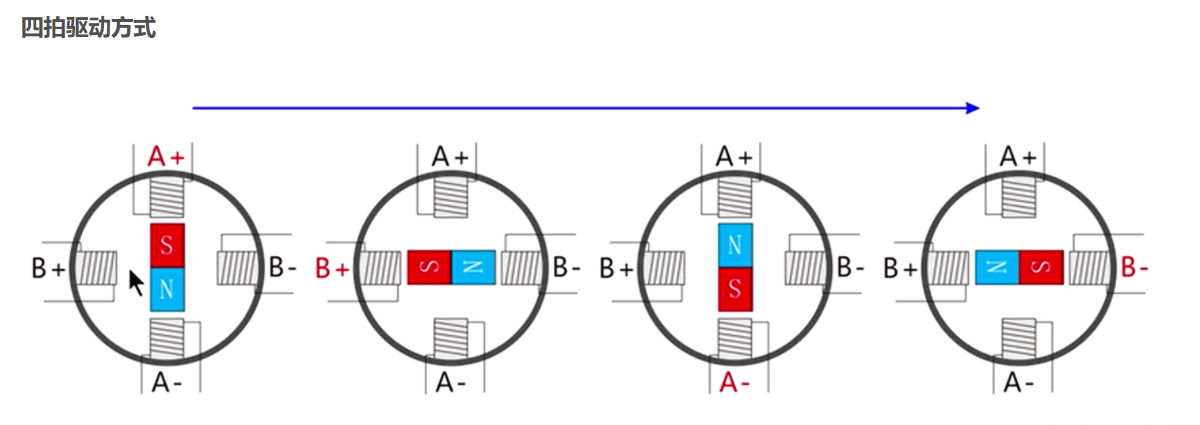 四拍驱动方式
A+ A+ A+ A+
S N
B+ B- B+ S N B- B+ B- B+ N S B-
N S
A- A- A- A-